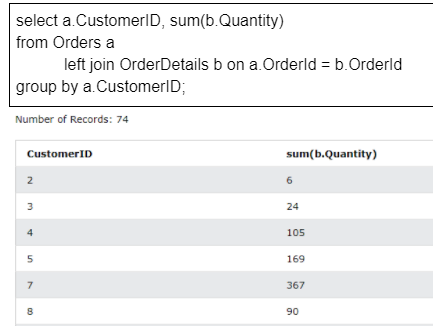 select a.CustomerID, sum(b.Quantity)
from Orders a
left join OrderDetails b on a.OrderId = b.OrderId
group by a.CustomerID;
Number of Records: 74
CustomerID sum(b.Quantity)
2 6
3 24
4 105
5 169
7 367
8 90